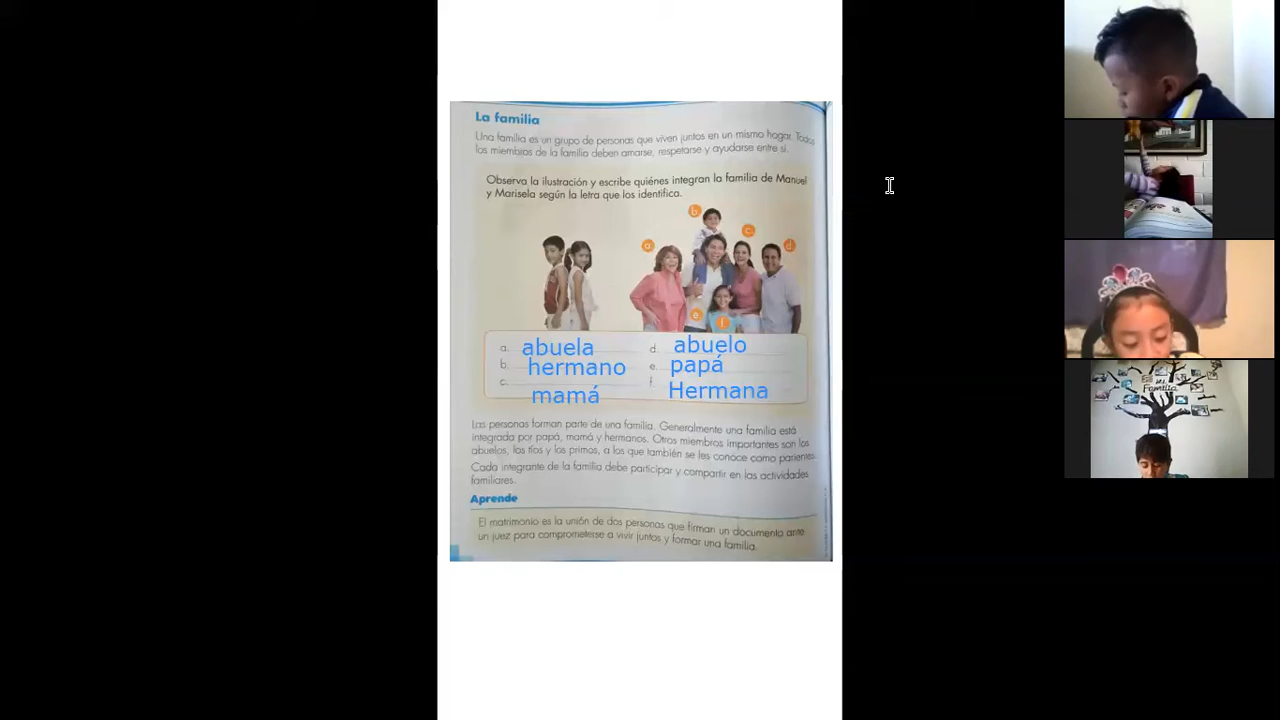 La familia
Una familia es un grupo de personas que viven juntos en un mismo hogar. Todos
los miembros de la familia deben amarse, respetarse y ayudarse entre sí.
Observa la ilustración y escribe quiénes integran la familia de Manuel
y Marisela según la letra que los identifica.
b.
a. c. d.
e. f.
a. abuela d. abuelo
b. hermano e. papá
c. mamá f. Hermana
Las personas forman parte de una familia. Generalmente una familia está
integrada por papá, mamá y hermanos. Otros miembros importantes son los
abuelos, los tíos y los primos, a los que también se les conoce como parientes.
Cada integrante de la familia debe participar y compartir en las actividades
familiares.
Aprende
El matrimonio es la unión de dos personas que firman un documento ante
un juez para comprometerse a vivir juntos y formar una familia.
Mi
Familia